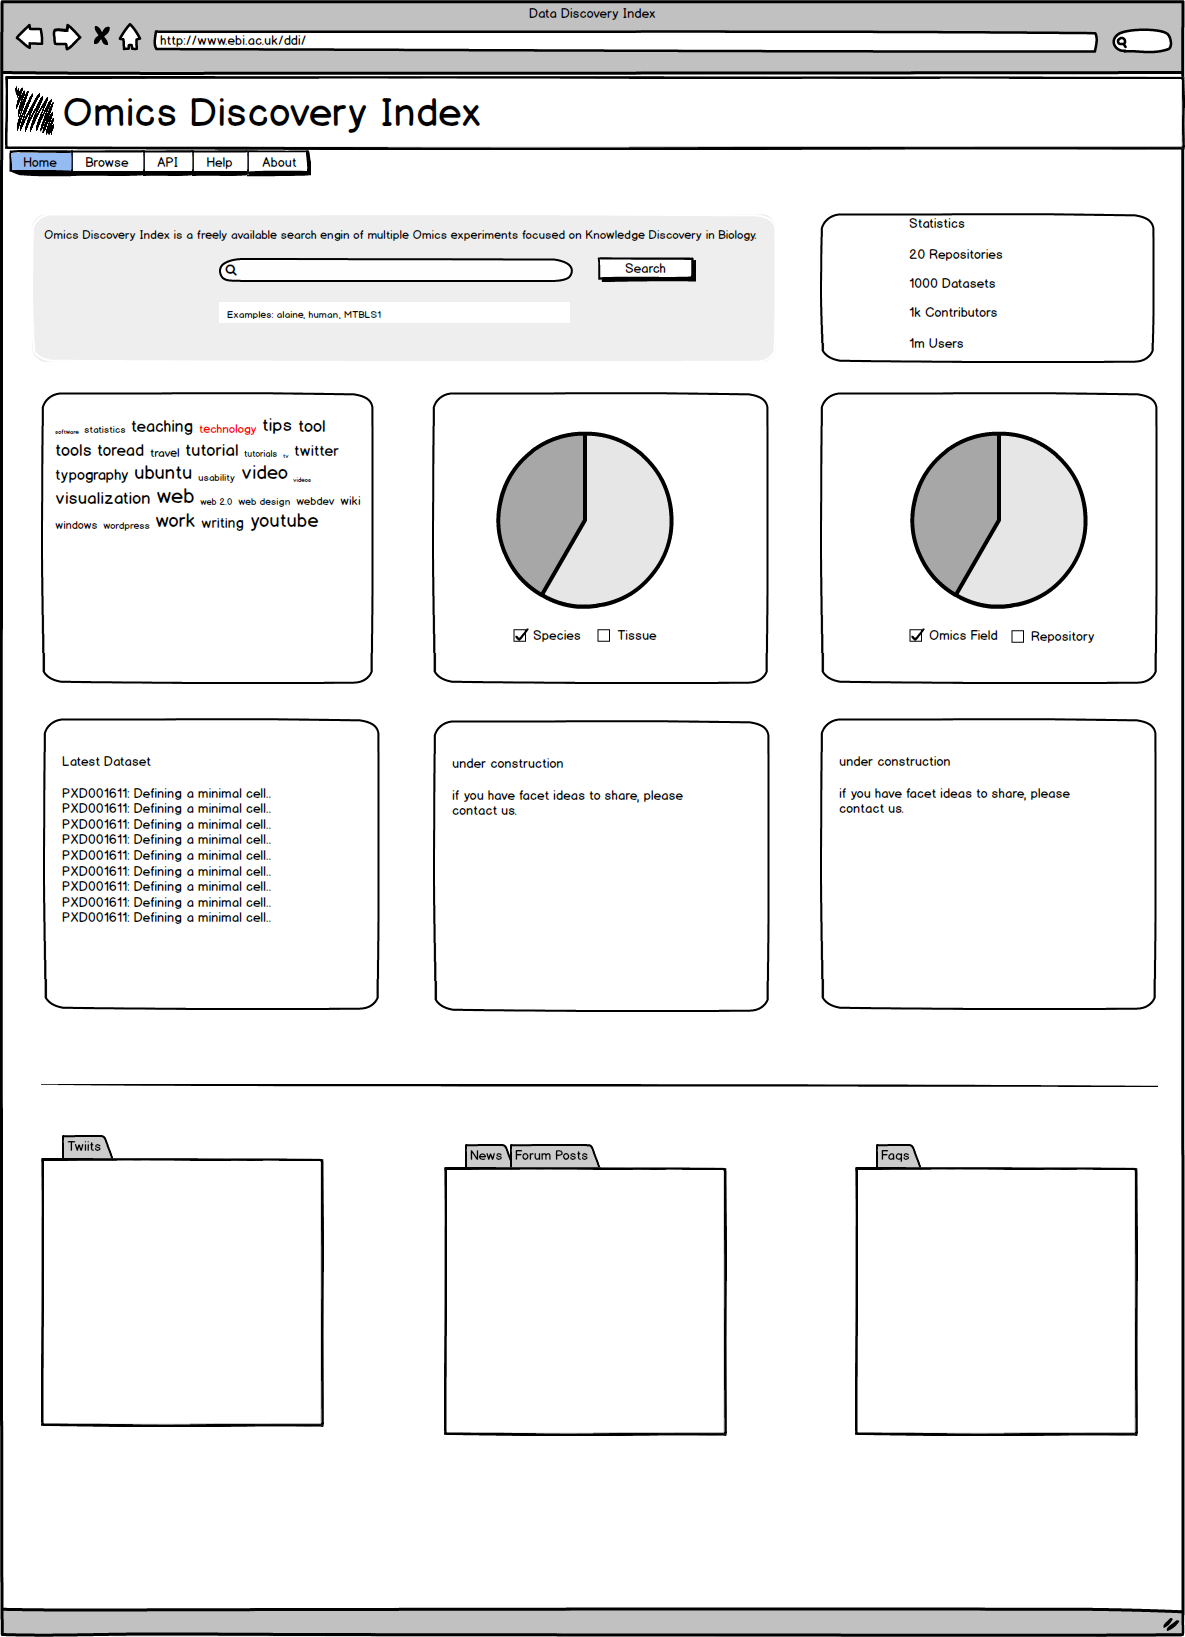 Data Discovery Index
http://www.ebi.ac.uk/ddi/
Omics Discovery Index
Home Browse API Help About
Omics Discovery Index is a freely available search engin of multiple Omics experiments focused on Knowledge Discovery in Biology.
Search
Examples: alaine, human, MTBLS1
Statistics
20 Repositories
1000 Datasets
1k Contributors
1m Users
software statistics teaching technology tips tool
tools toread travel tutorial tutorials tv twitter
typography ubuntu usability video videos
visualization web web 2.0 web design webdev wiki
windows wordpress work writing youtube
Species Tissue
Omics Field Repository
Latest Dataset
PXD001611: Defining a minimal cell..
PXD001611: Defining a minimal cell..
PXD001611: Defining a minimal cell..
PXD001611: Defining a minimal cell..
PXD001611: Defining a minimal cell..
PXD001611: Defining a minimal cell..
PXD001611: Defining a minimal cell..
PXD001611: Defining a minimal cell..
PXD001611: Defining a minimal cell..
under construction
if you have facet ideas to share, please
contact us.
under construction
if you have facet ideas to share, please
contact us.
Twiits
News Forum Posts
Faqs